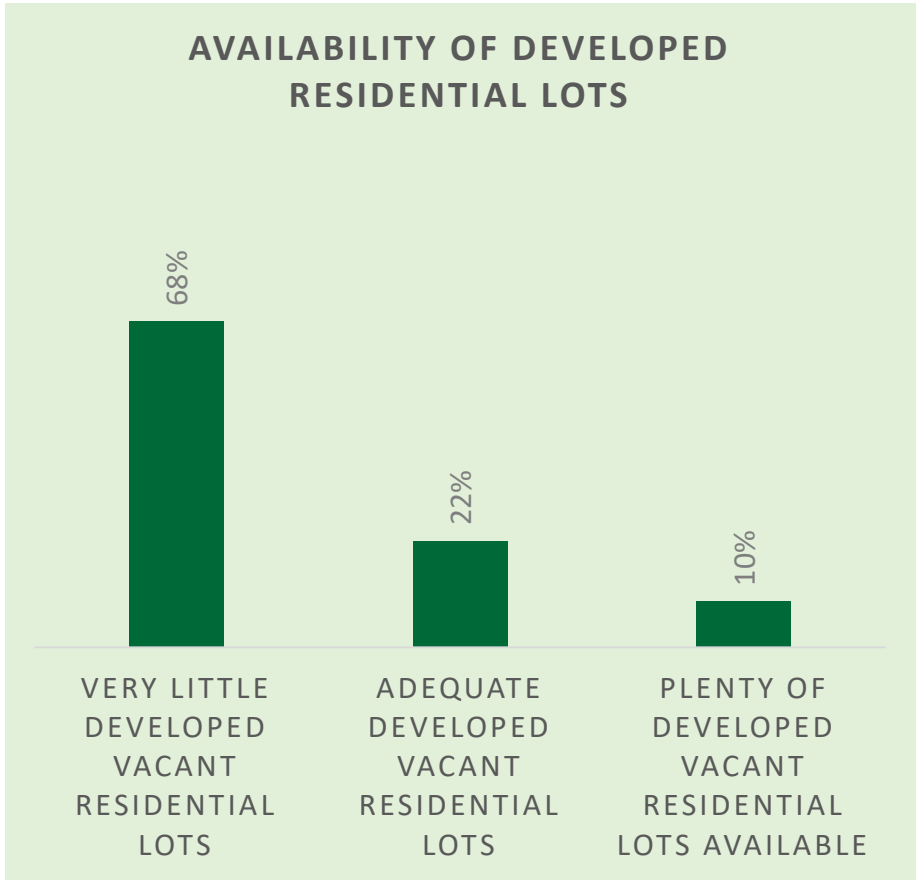 AVAILABILITY OF DEVELOPED
RESIDENTIAL LOTS
68%
22%
10%
VERY LITTLE
DEVELOPED
VACANT
RESIDENTIAL
LOTS
ADEQUATE
DEVELOPED
VACANT
RESIDENTIAL
LOTS
PLENTY OF
DEVELOPED
VACANT
RESIDENTIAL
LOTS AVAILABLE